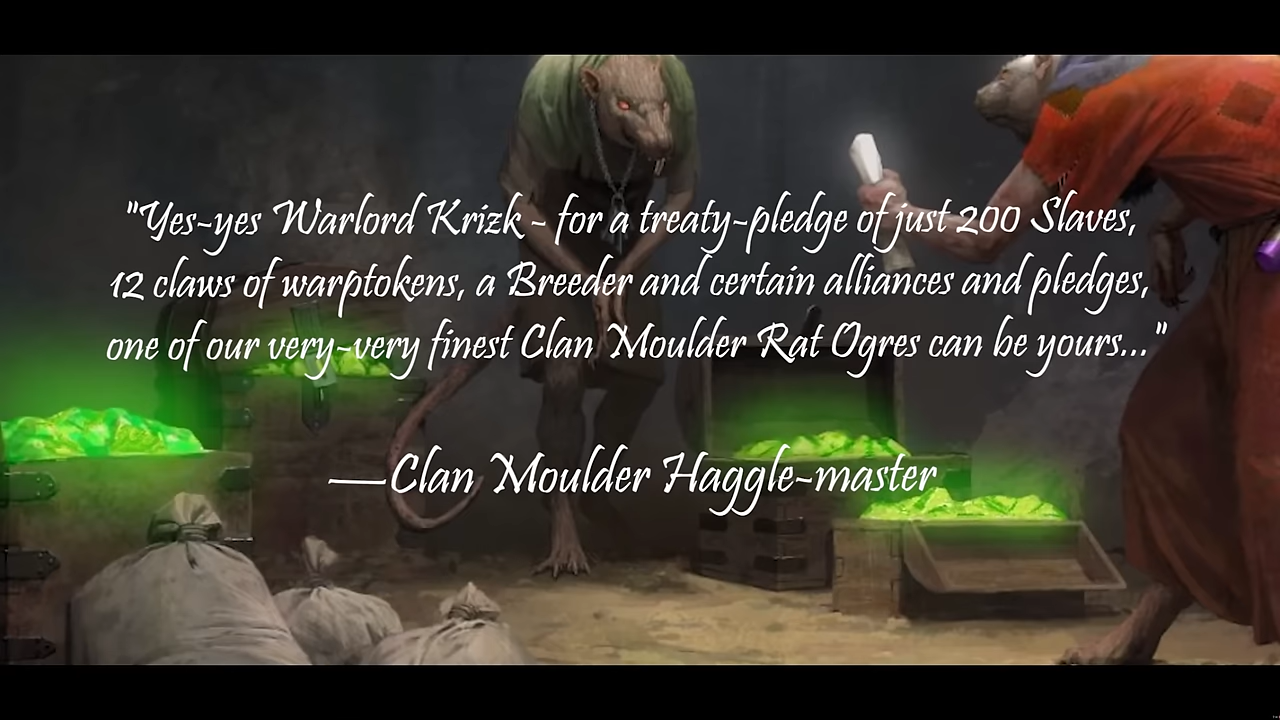 "Yes-yes Warlord Krizk - for a treaty-pledge of just 200 Slaves,
12 claws of warptokens, a Breeder and certain alliances and pledges,
one of our very-very finest Clan Moulder Rat Ogres can be yours..."
—Clan Moulder Haggle-master